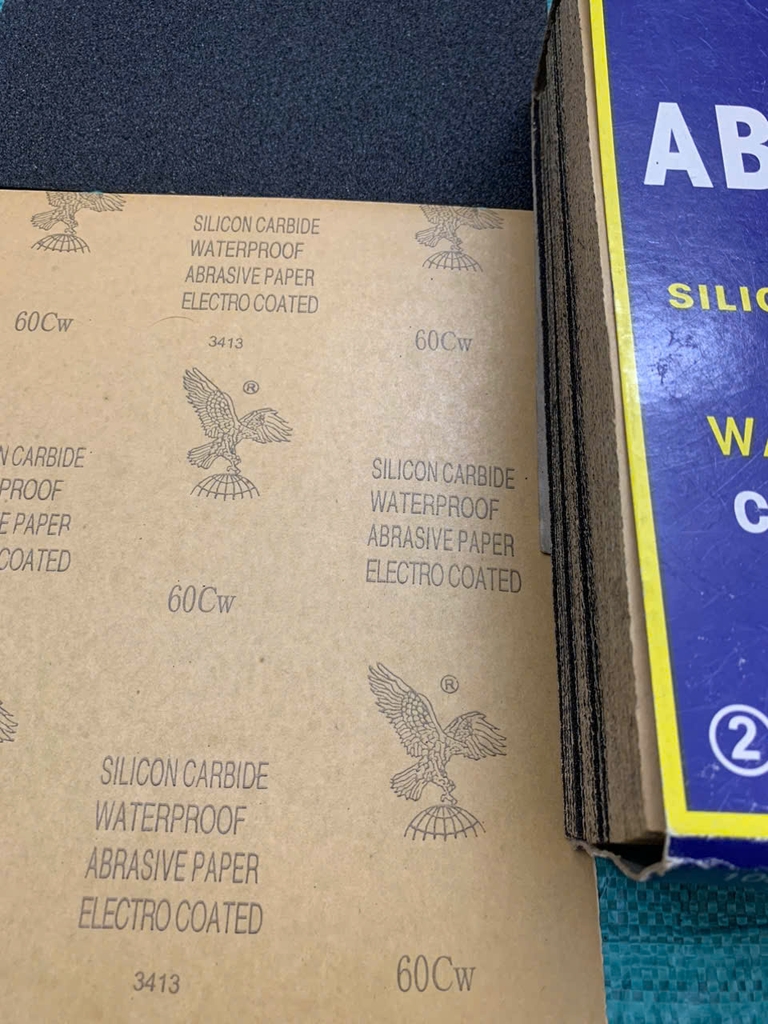 SILICON CARBIDE
WATERPROOF
ABRASIVE PAPER
ELECTRO COATED
60Cw
3413
60Cw
®
N CARBIDE
PROOF
E PAPER
COATED
SILICON CARBIDE
WATERPROOF
ABRASIVE PAPER
ELECTRO COATED
60Cw
®
SILICON CARBIDE
WATERPROOF
ABRASIVE PAPER
ELECTRO COATED
3413
60Cw
AB
SILIC
WA
C
2